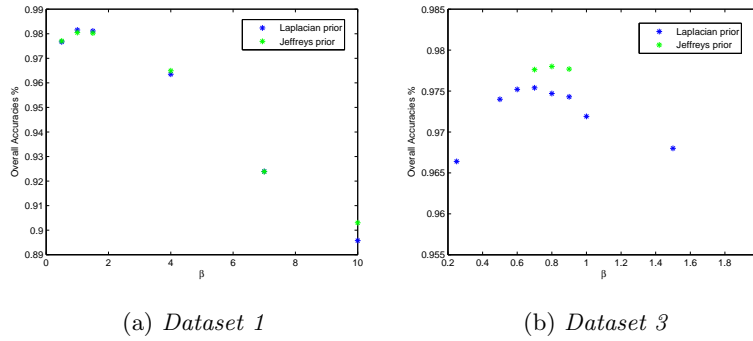 0.99
0.98
0.97
0.96
0.95
0.94
0.93
0.92
0.91
0.9
0.89
0 2 4 6 8 10
Overall Accuracies %
β
Laplacian prior
Jeffreys prior
(a) Dataset 1
0.985
0.98
0.975
0.97
0.965
0.96
0.955
0.2 0.4 0.6 0.8 1 1.2 1.4 1.6 1.8
Overall Accuracies %
β
Laplacian prior
Jeffreys prior
(b) Dataset 3